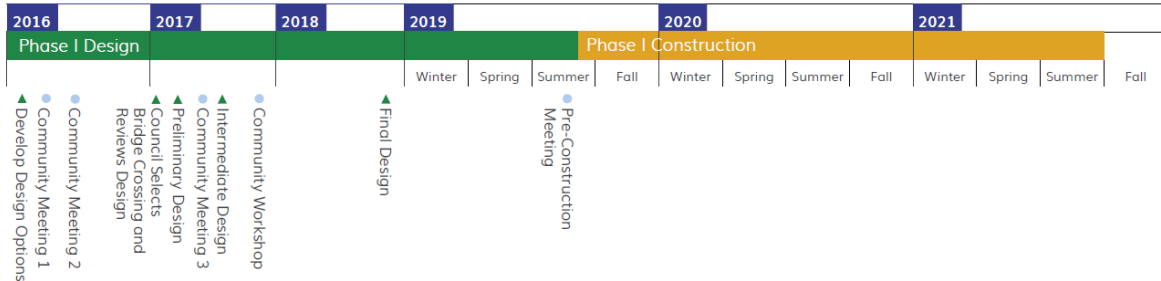 2016
2017
2018
2019
2020
2021
Phase I Design
Phase I Construction
Winter
Spring
Summer
Fall
Winter
Spring
Summer
Fall
Winter
Spring
Summer
Fall
Develop Design Options
Community Meeting 1
Community Meeting 2
Council Selects
Bridge Crossing and
Reviews Design
Preliminary Design
Community Meeting 3
Intermediate Design
Community Workshop
Final Design
Pre-Construction
Meeting